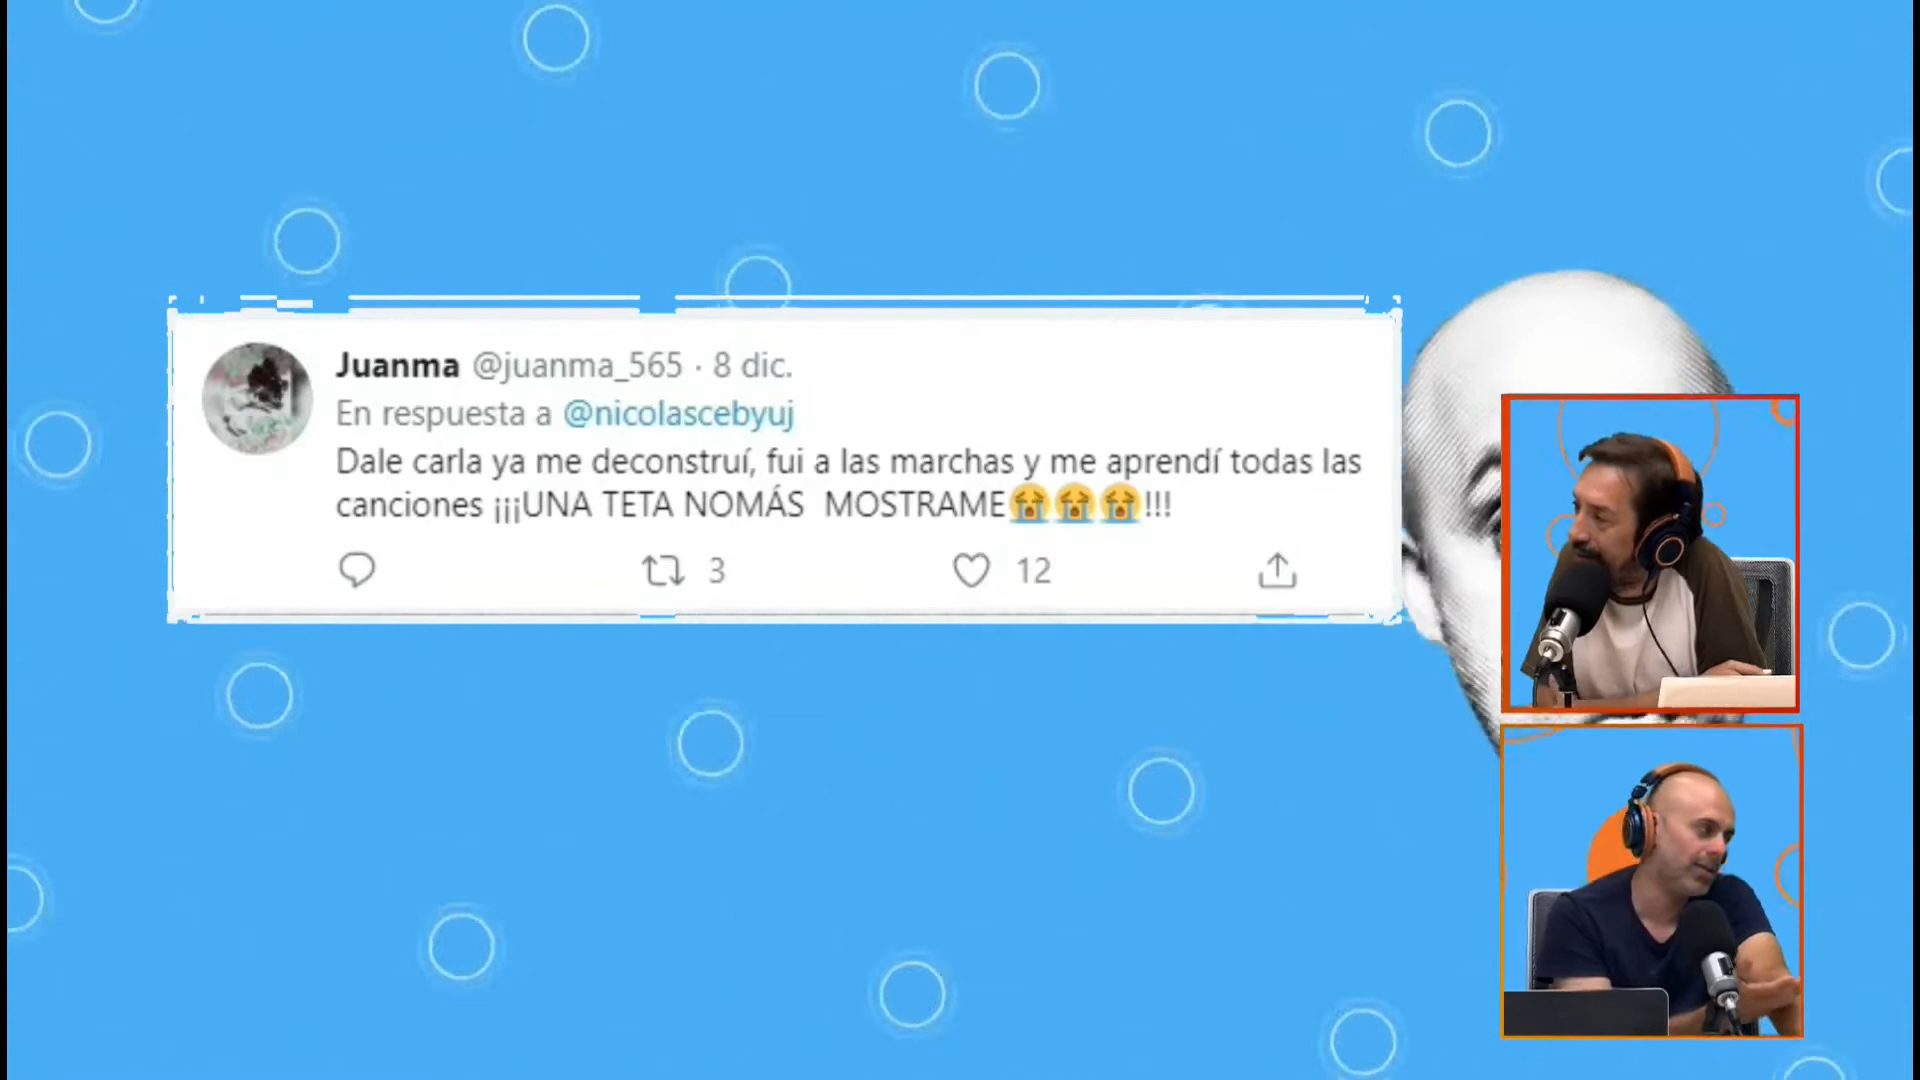 Juanma @juanma_565 · 8 dic.
En respuesta a @nicolascebyuj
Dale carla ya me deconstruí, fui a las marchas y me aprendí todas las
canciones ¡¡¡UNA TETA NOMÁS MOSTRAME😭😭😭!!!
3 12